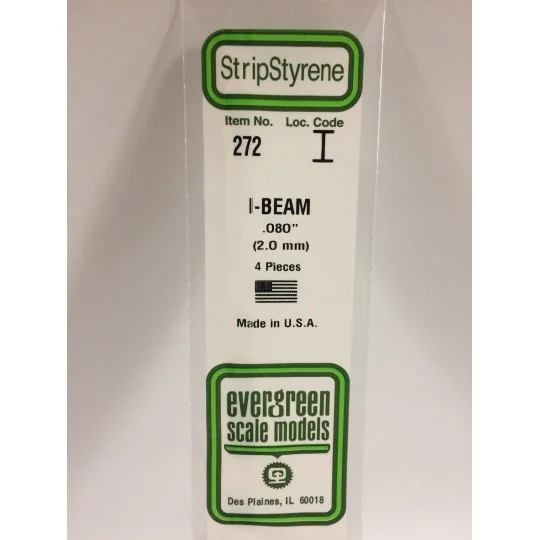 StripStyrene
Item No. Loc. Code
272 I
I-BEAM
.080"
(2.0 mm)
4 Pieces
Made in U.S.A.
evergreen
scale models
Des Plaines, IL 60018